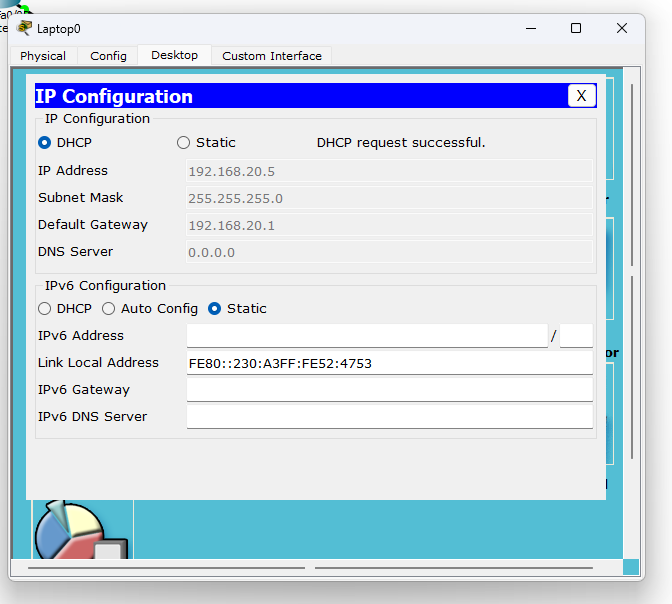 Laptop0
Physical Config Desktop Custom Interface
IP Configuration X
IP Configuration
DHCP Static DHCP request successful.
IP Address 192.168.20.5
Subnet Mask 255.255.255.0
Default Gateway 192.168.20.1
DNS Server 0.0.0.0
IPv6 Configuration
DHCP Auto Config Static
IPv6 Address /
Link Local Address FE80::230:A3FF:FE52:4753
IPv6 Gateway
IPv6 DNS Server